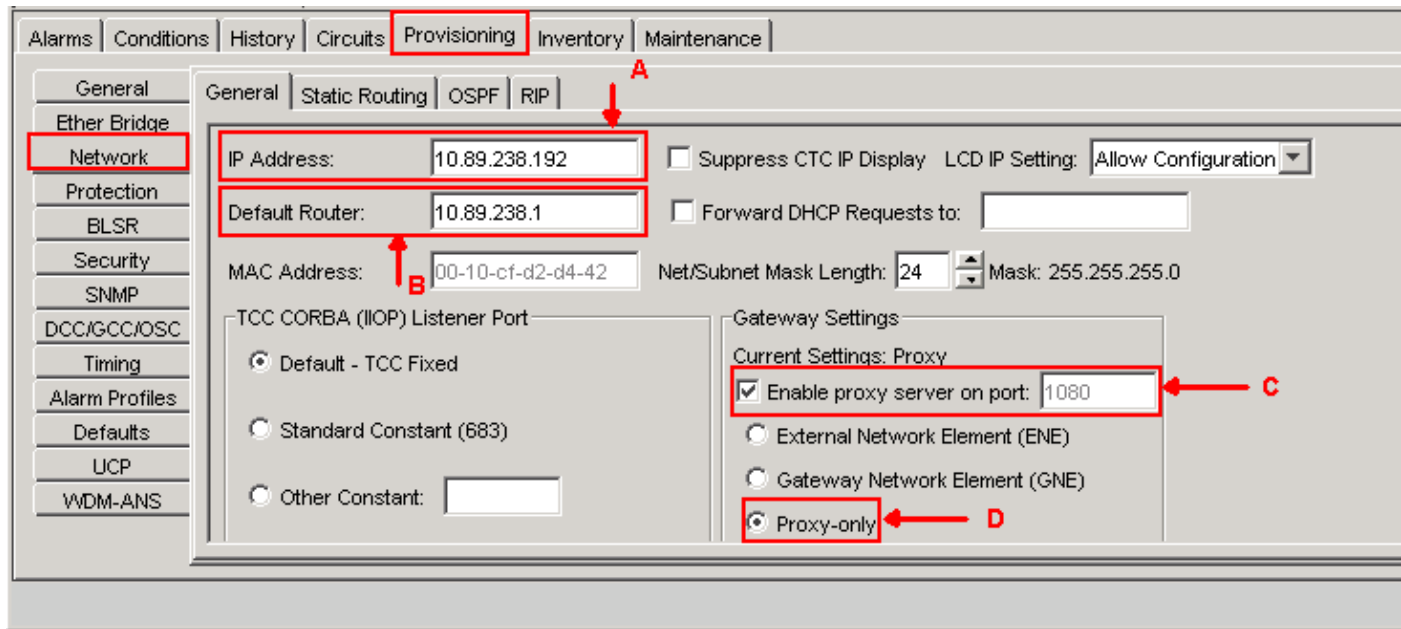 Alarms Conditions History Circuits Provisioning Inventory Maintenance
A
General
Ether Bridge
Network
Protection
BLSR
Security
SNMP
DCC/GCC/OSC
Timing
Alarm Profiles
Defaults
UCP
WDM-ANS
General Static Routing OSPF RIP
IP Address: 10.89.238.192 Suppress CTC IP Display LCD IP Setting: Allow Configuration
Default Router: 10.89.238.1 Forward DHCP Requests to:
B
MAC Address: 00-10-cf-d2-d4-42 Net/Subnet Mask Length: 24 Mask: 255.255.255.0
TCC CORBA (IIOP) Listener Port
Default - TCC Fixed
Standard Constant (683)
Other Constant:
Gateway Settings
Current Settings: Proxy
Enable proxy server on port: 1080
C
External Network Element (ENE)
Gateway Network Element (GNE)
Proxy-only
D